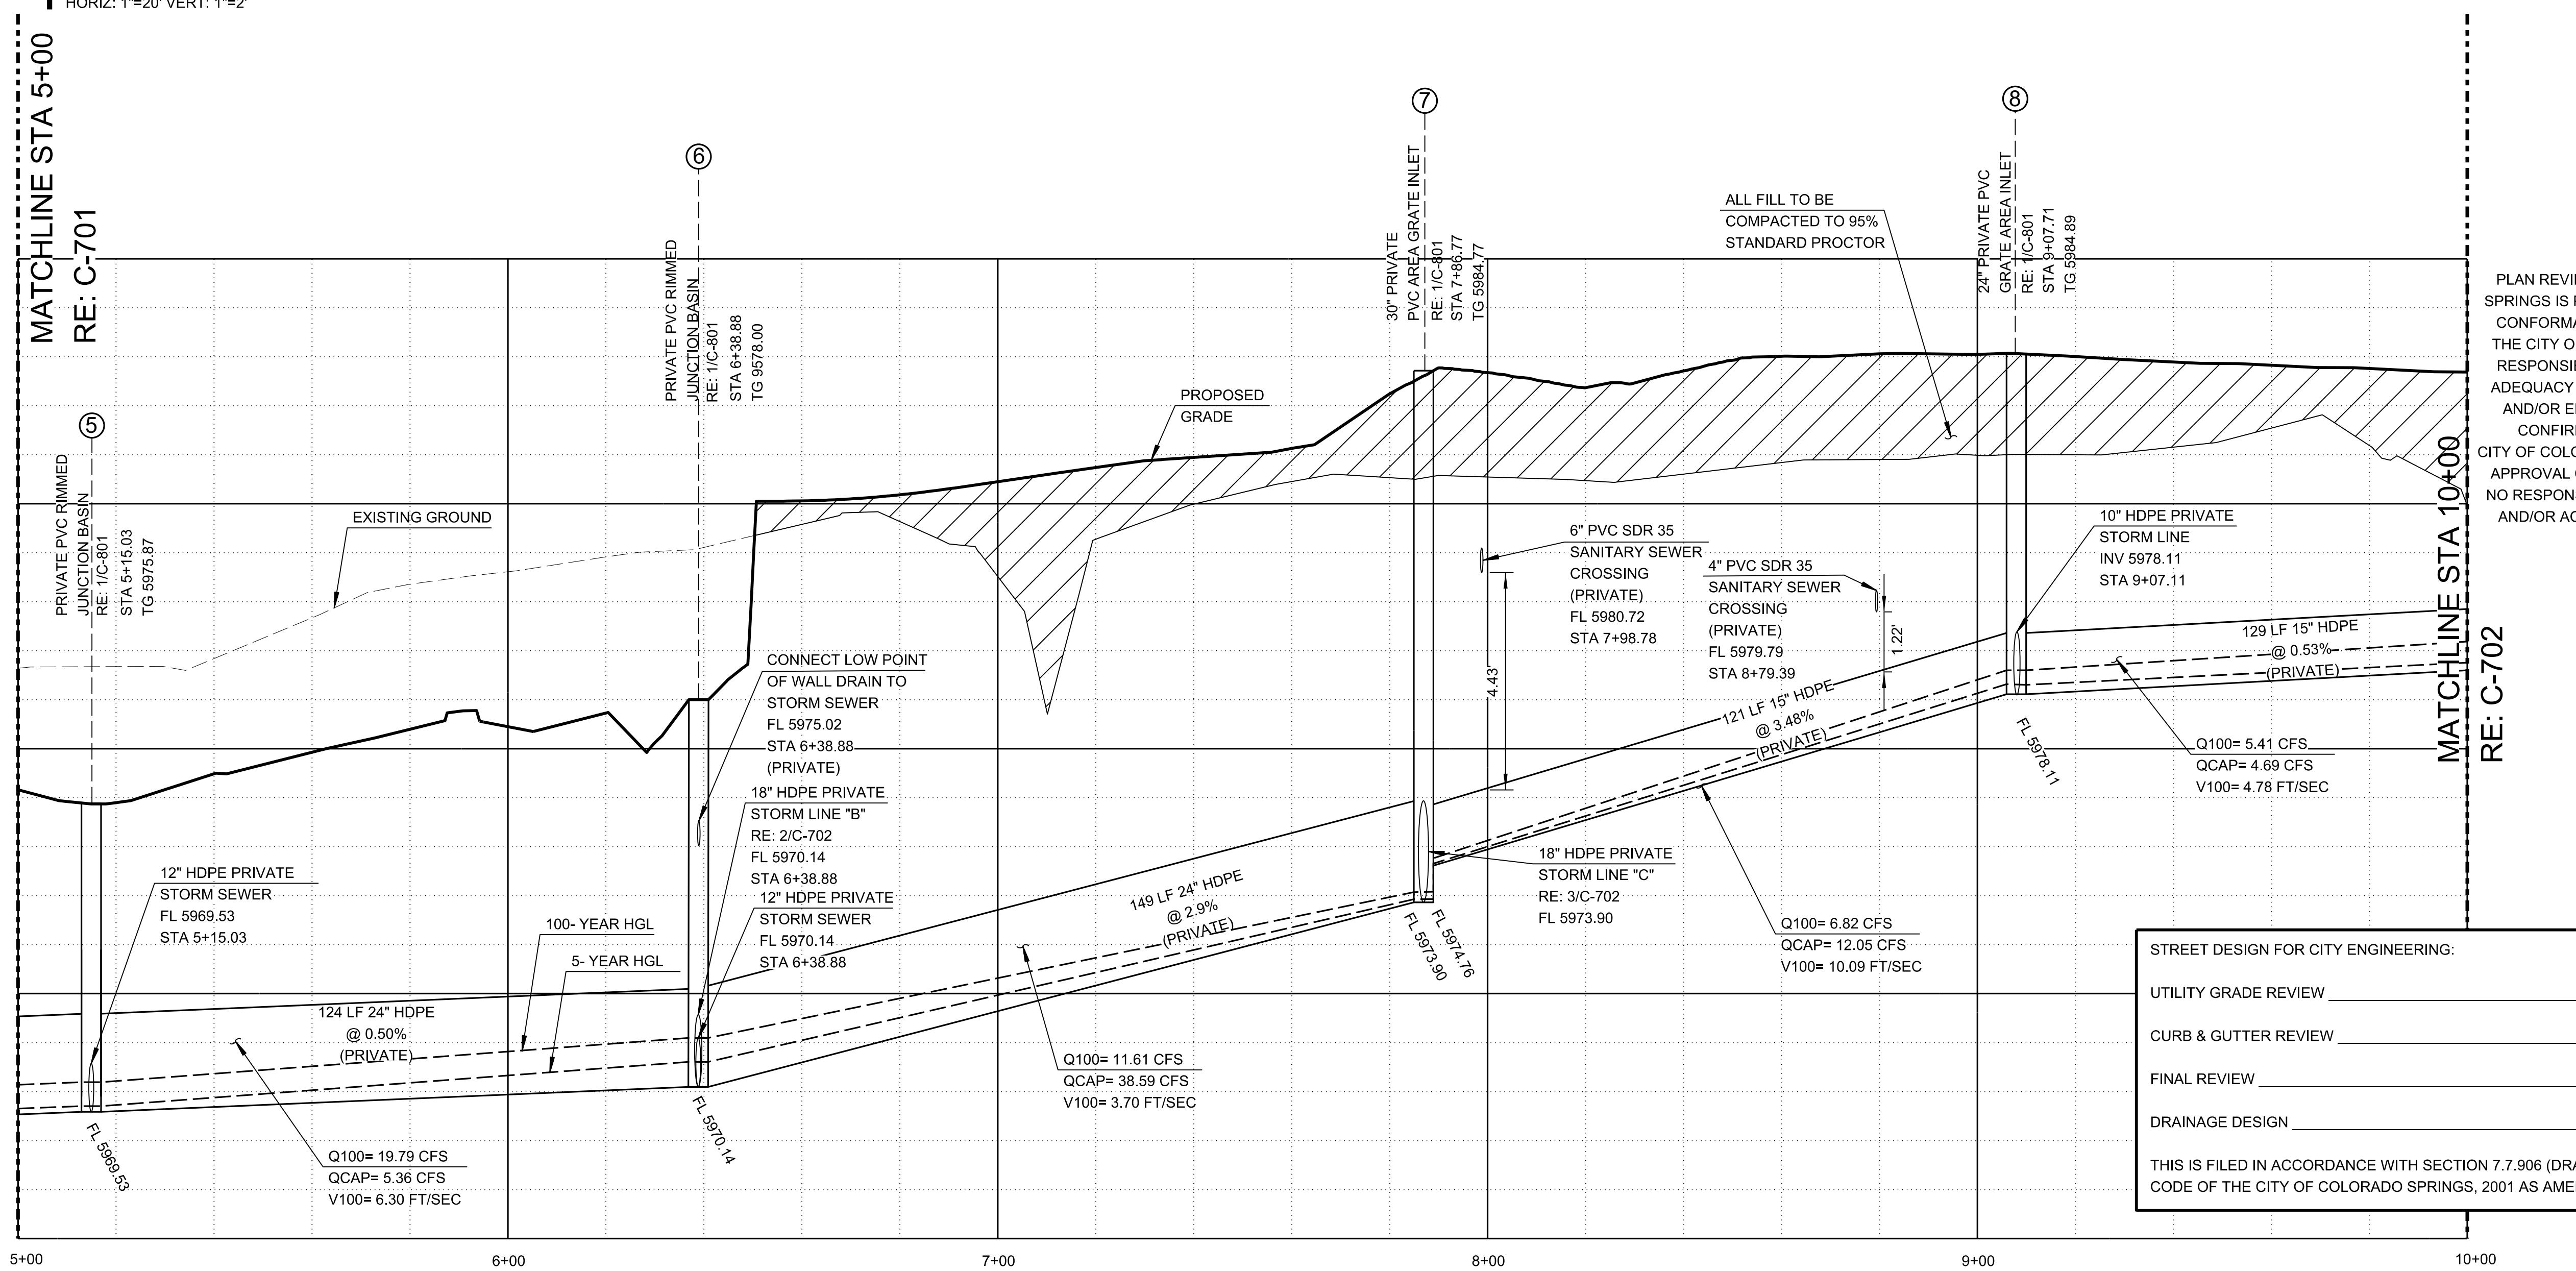 HORIZ: 1"=20' VERT: 1"=2'
MATCHLINE STA 5+00
RE: C-701
5
PRIVATE PVC RIMMED
JUNCTION BASIN
RE: 1/C-801
STA 5+15.03
TG 5975.87
EXISTING GROUND
12" HDPE PRIVATE
STORM SEWER
FL 5969.53
STA 5+15.03
FL 5969.53
124 LF 24" HDPE
@ 0.50%
(PRIVATE)
Q100= 19.79 CFS
QCAP= 5.36 CFS
V100= 6.30 FT/SEC
100- YEAR HGL
5- YEAR HGL
6
PRIVATE PVC RIMMED
JUNCTION BASIN
RE: 1/C-801
STA 6+38.88
TG 9578.00
CONNECT LOW POINT
OF WALL DRAIN TO
STORM SEWER
FL 5975.02
STA 6+38.88
(PRIVATE)
18" HDPE PRIVATE
STORM LINE "B"
RE: 2/C-702
FL 5970.14
STA 6+38.88
12" HDPE PRIVATE
STORM SEWER
FL 5970.14
STA 6+38.88
FL 5970.14
PROPOSED
GRADE
149 LF 24" HDPE
@ 2.9%
(PRIVATE)
Q100= 11.61 CFS
QCAP= 38.59 CFS
V100= 3.70 FT/SEC
7
30" PRIVATE
PVC AREA GRATE INLET
RE: 1/C-801
STA 7+86.77
TG 5984.77
FL 5973.90
FL 5974.76
4.43'
6" PVC SDR 35
SANITARY SEWER
CROSSING
(PRIVATE)
FL 5980.72
STA 7+98.78
18" HDPE PRIVATE
STORM LINE "C"
RE: 3/C-702
FL 5973.90
4" PVC SDR 35
SANITARY SEWER
CROSSING
(PRIVATE)
FL 5979.79
STA 8+79.39
1.22'
121 LF 15" HDPE
@ 3.48%
(PRIVATE)
Q100= 6.82 CFS
QCAP= 12.05 CFS
V100= 10.09 FT/SEC
ALL FILL TO BE
COMPACTED TO 95%
STANDARD PROCTOR
8
24" PRIVATE PVC
GRATE AREA INLET
RE: 1/C-801
STA 9+07.71
TG 5984.89
10" HDPE PRIVATE
STORM LINE
INV 5978.11
STA 9+07.11
FL 5978.11
129 LF 15" HDPE
@ 0.53%
(PRIVATE)
Q100= 5.41 CFS
QCAP= 4.69 CFS
V100= 4.78 FT/SEC
MATCHLINE STA 10+00
RE: C-702
PLAN
SPRINGS IS
THE CITY
ADEQUACY
AND/OR
CITY OF
APPROVAL
NO
AND/OR
STREET DESIGN FOR CITY ENGINEERING:
UTILITY GRADE REVIEW
CURB & GUTTER REVIEW
FINAL REVIEW
DRAINAGE DESIGN
THIS IS FILED IN ACCORDANCE WITH SECTION 7.7.906
CODE OF THE CITY OF COLORADO SPRINGS, 2001 AS
5+00
6+00
7+00
8+00
9+00
10+00